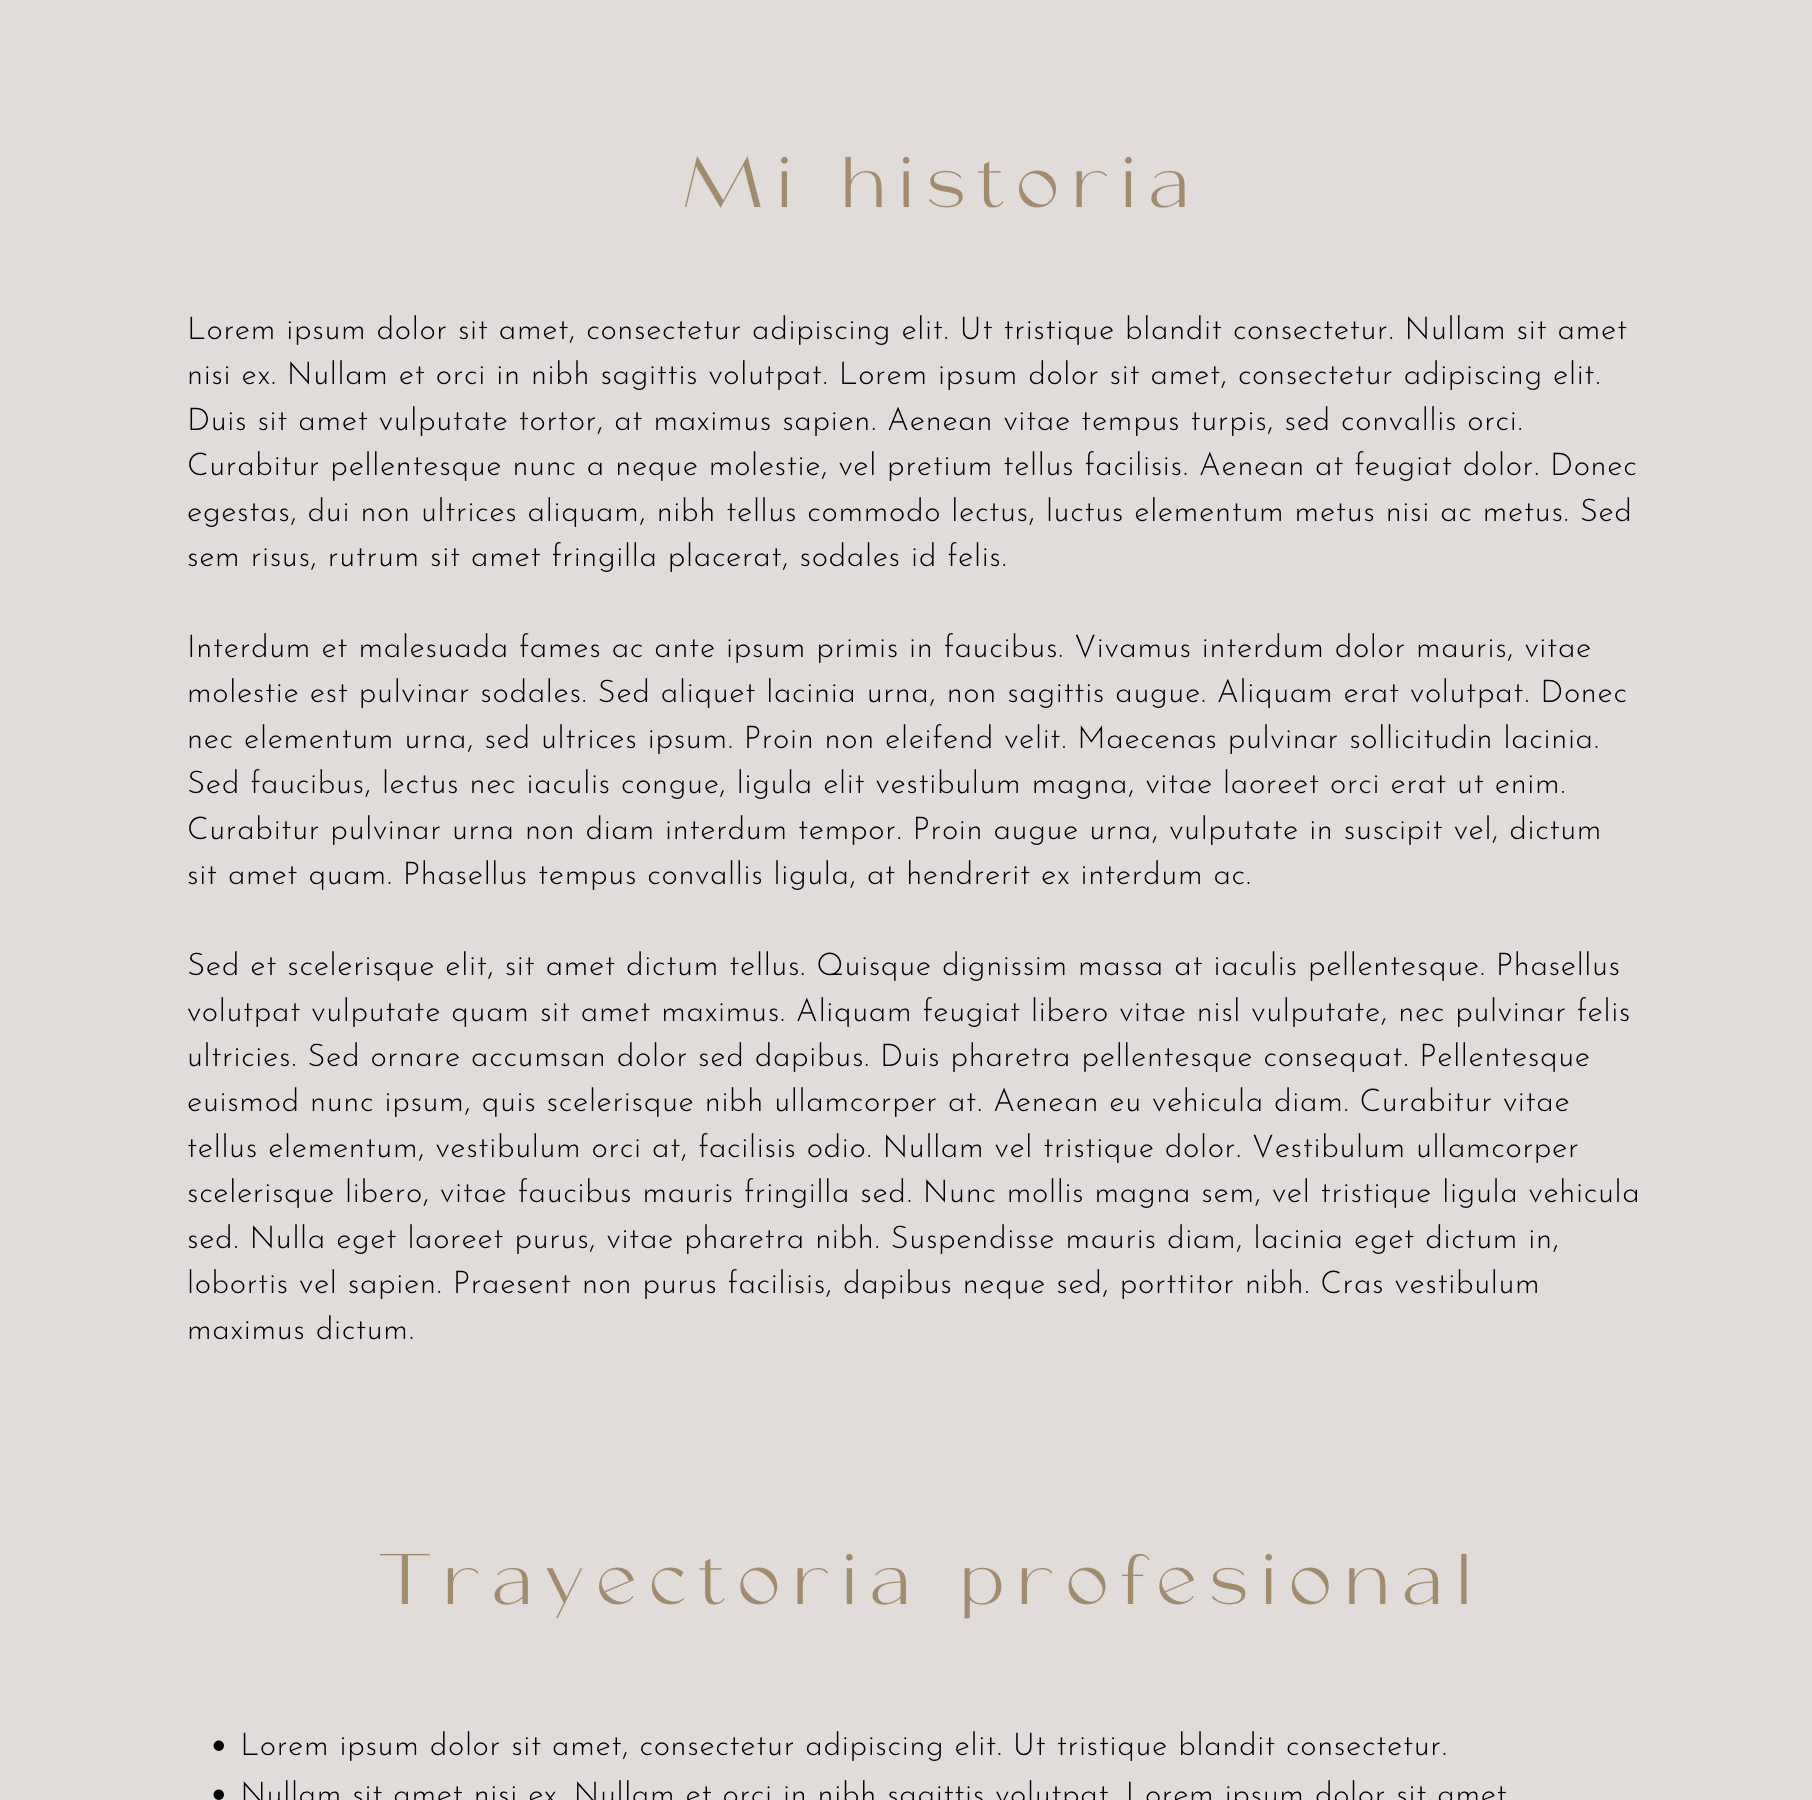 Mi historia
Lorem ipsum dolor sit amet, consectetur adipiscing elit. Ut tristique blandit consectetur. Nullam sit amet
nisi ex. Nullam et orci in nibh sagittis volutpat. Lorem ipsum dolor sit amet, consectetur adipiscing elit.
Duis sit amet vulputate tortor, at maximus sapien. Aenean vitae tempus turpis, sed convallis orci.
Curabitur pellentesque nunc a neque molestie, vel pretium tellus facilisis. Aenean at feugiat dolor. Donec
egestas, dui non ultrices aliquam, nibh tellus commodo lectus, luctus elementum metus nisi ac metus. Sed
sem risus, rutrum sit amet fringilla placerat, sodales id felis.
Interdum et malesuada fames ac ante ipsum primis in faucibus. Vivamus interdum dolor mauris, vitae
molestie est pulvinar sodales. Sed aliquet lacinia urna, non sagittis augue. Aliquam erat volutpat. Donec
nec elementum urna, sed ultrices ipsum. Proin non eleifend velit. Maecenas pulvinar sollicitudin lacinia.
Sed faucibus, lectus nec iaculis congue, ligula elit vestibulum magna, vitae laoreet orci erat ut enim.
Curabitur pulvinar urna non diam interdum tempor. Proin augue urna, vulputate in suscipit vel, dictum
sit amet quam. Phasellus tempus convallis ligula, at hendrerit ex interdum ac.
Sed et scelerisque elit, sit amet dictum tellus. Quisque dignissim massa at iaculis pellentesque. Phasellus
volutpat vulputate quam sit amet maximus. Aliquam feugiat libero vitae nisl vulputate, nec pulvinar felis
ultricies. Sed ornare accumsan dolor sed dapibus. Duis pharetra pellentesque consequat. Pellentesque
euismod nunc ipsum, quis scelerisque nibh ullamcorper at. Aenean eu vehicula diam. Curabitur vitae
tellus elementum, vestibulum orci at, facilisis odio. Nullam vel tristique dolor. Vestibulum ullamcorper
scelerisque libero, vitae faucibus mauris fringilla sed. Nunc mollis magna sem, vel tristique ligula vehicula
sed. Nulla eget laoreet purus, vitae pharetra nibh. Suspendisse mauris diam, lacinia eget dictum in,
lobortis vel sapien. Praesent non purus facilisis, dapibus neque sed, porttitor nibh. Cras vestibulum
maximus dictum.
Trayectoria profesional
• Lorem ipsum dolor sit amet, consectetur adipiscing elit. Ut tristique blandit consectetur.
• Nullam sit amet nisi ex. Nullam et orci in nibh sagittis volutpat. Lorem ipsum dolor sit amet